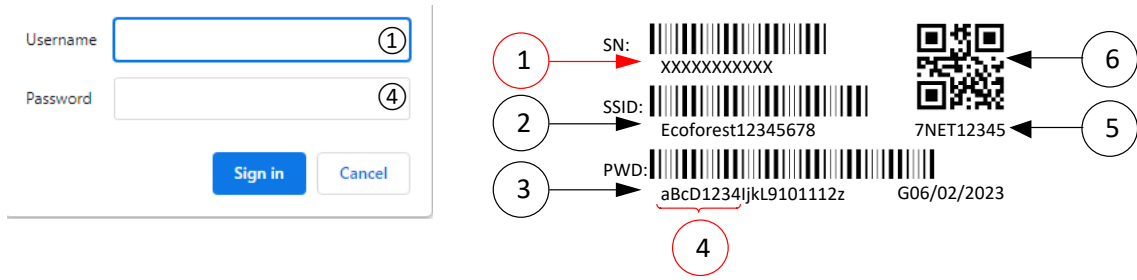 Username ①
Password ④
Sign in Cancel
1 SN: 6
XXXXXXXXXXX
2 SSID:
Ecoforest12345678 7NET12345 5
3 PWD:
aBcD1234IjkL9101112z G06/02/2023
4